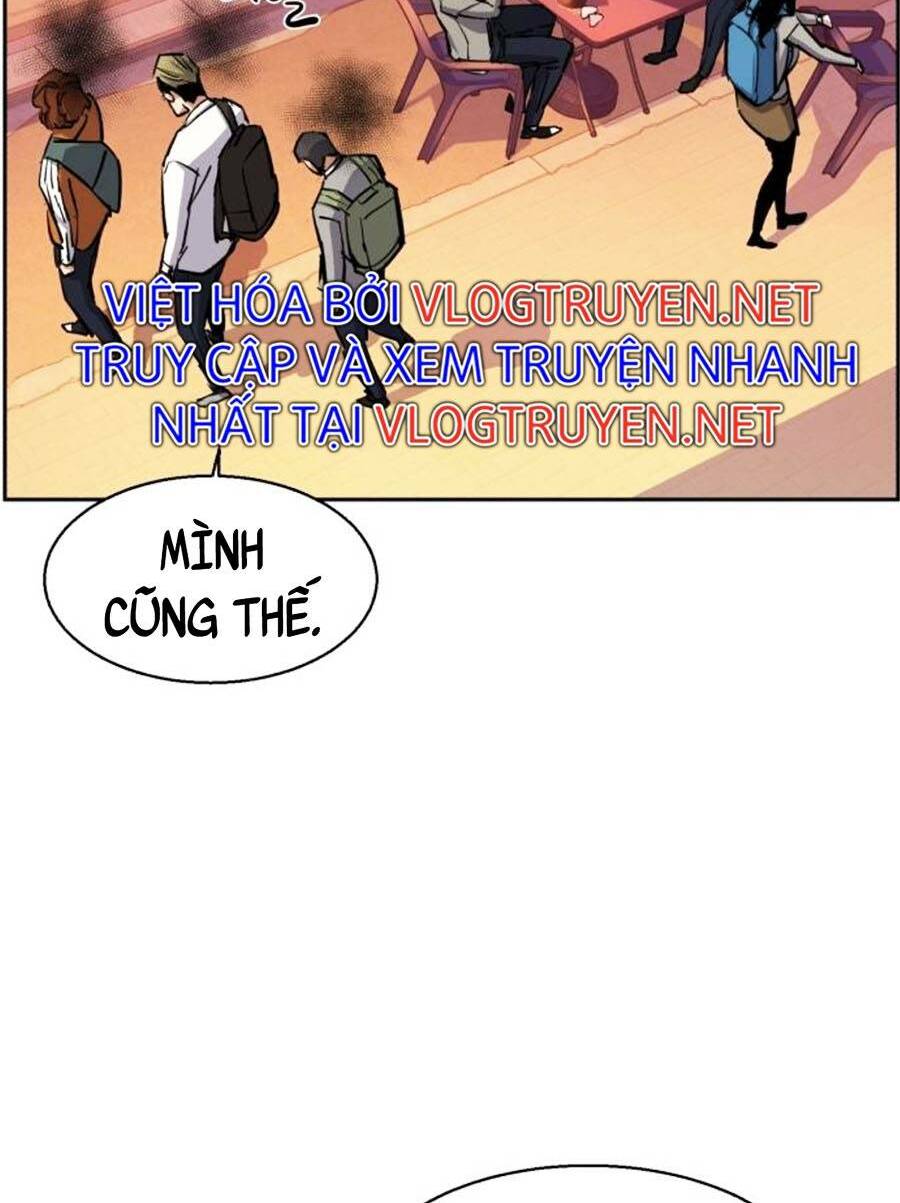 VIỆT HÓA BỞI VLOGTRUYEN.NET
TRUY CẬP VÀ XEM TRUYỆN NHANH
NHẤT TẠI VLOGTRUYEN.NET
MÌNH
CŨNG THẾ.